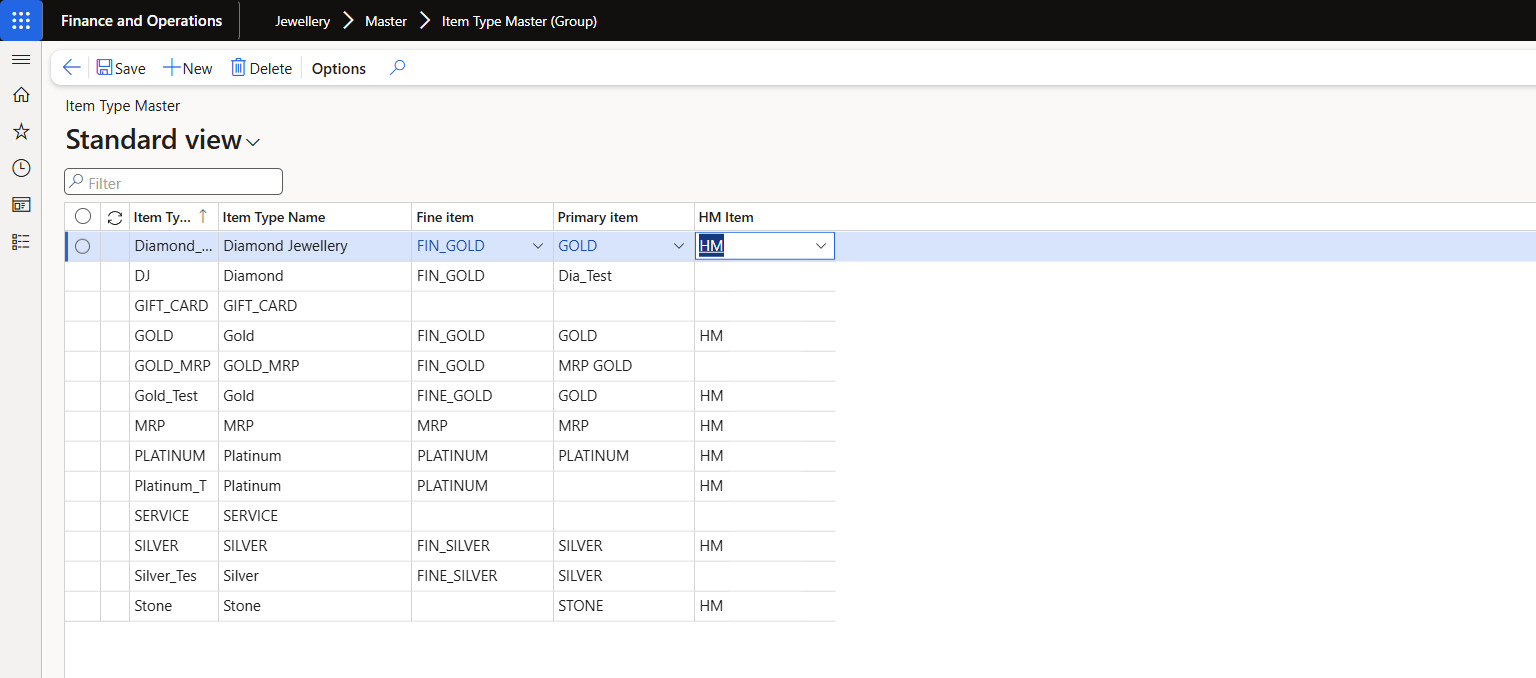 Finance and Operations Jewellery Master Item Type Master (Group)
Save New Delete Options
Item Type Master
Standard view
Filter
Item Ty... Item Type Name Fine item Primary item HM Item
Diamond_... Diamond Jewellery FIN_GOLD GOLD HM
DJ Diamond FIN_GOLD Dia_Test
GIFT_CARD GIFT_CARD
GOLD Gold FIN_GOLD GOLD HM
GOLD_MRP GOLD_MRP FIN_GOLD MRP GOLD
Gold_Test Gold FINE_GOLD GOLD HM
MRP MRP MRP MRP HM
PLATINUM Platinum PLATINUM PLATINUM HM
Platinum_T Platinum PLATINUM HM
SERVICE SERVICE
SILVER SILVER FIN_SILVER SILVER HM
Silver_Tes Silver FINE_SILVER SILVER
Stone Stone STONE HM